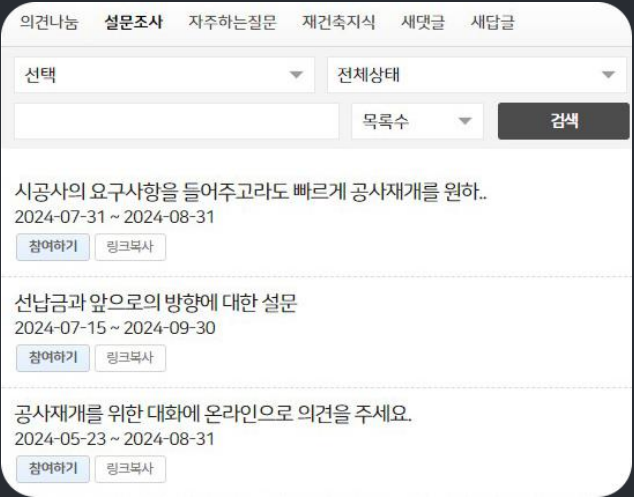 의견나눔 설문조사 자주하는질문 재건축지식 새댓글 새답글
선택 전체상태
목록수 검색
시공사의 요구사항을 들어주고라도 빠르게 공사재개를 원하..
2024-07-31 ~ 2024-08-31
참여하기 링크복사
선납금과 앞으로의 방향에 대한 설문
2024-07-15 ~ 2024-09-30
참여하기 링크복사
공사재개를 위한 대화에 온라인으로 의견을 주세요.
2024-05-23 ~ 2024-08-31
참여하기 링크복사